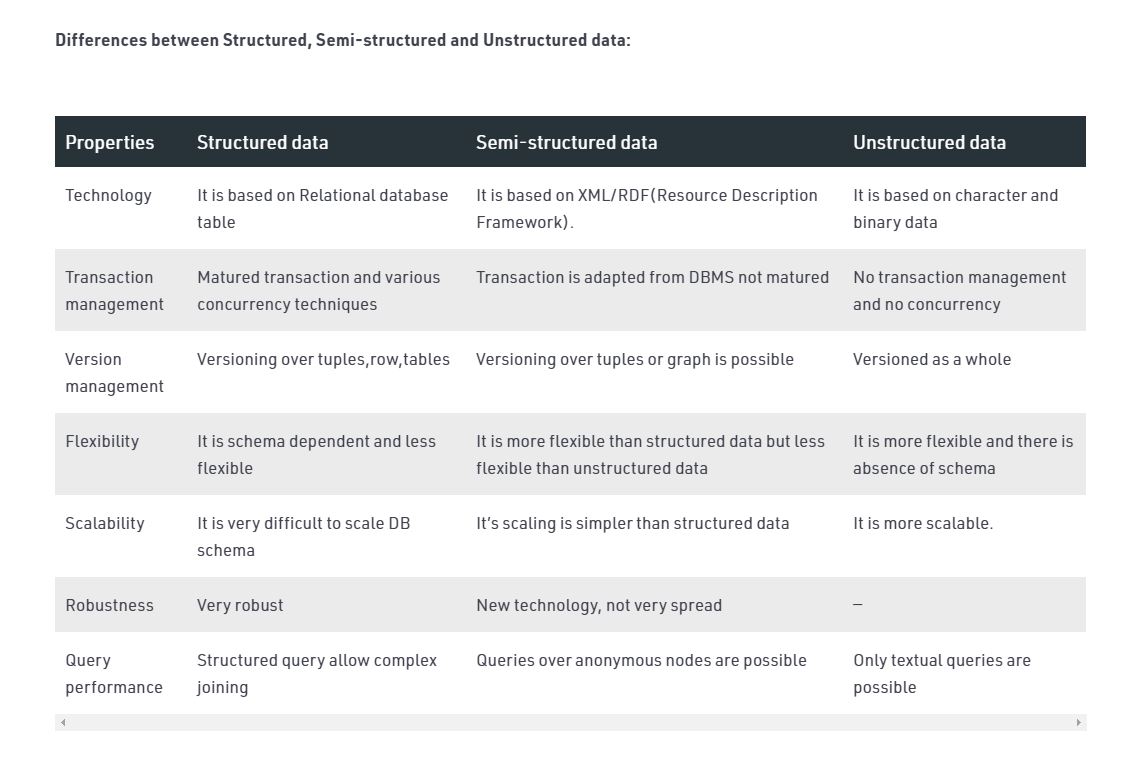 Differences between Structured, Semi-structured and Unstructured data:
Properties Structured data Semi-structured data Unstructured data
Technology It is based on Relational database It is based on XML/RDF(Resource Description It is based on character and
table Framework). binary data
Transaction Matured transaction and various Transaction is adapted from DBMS not matured No transaction management
management concurrency techniques and no concurrency
Version Versioning over tuples,row,tables Versioning over tuples or graph is possible Versioned as a whole
management
Flexibility It is schema dependent and less It is more flexible than structured data but less It is more flexible and there is
flexible flexible than unstructured data absence of schema
Scalability It is very difficult to scale DB It’s scaling is simpler than structured data It is more scalable.
schema
Robustness Very robust New technology, not very spread —
Query Structured query allow complex Queries over anonymous nodes are possible Only textual queries are
performance joining possible